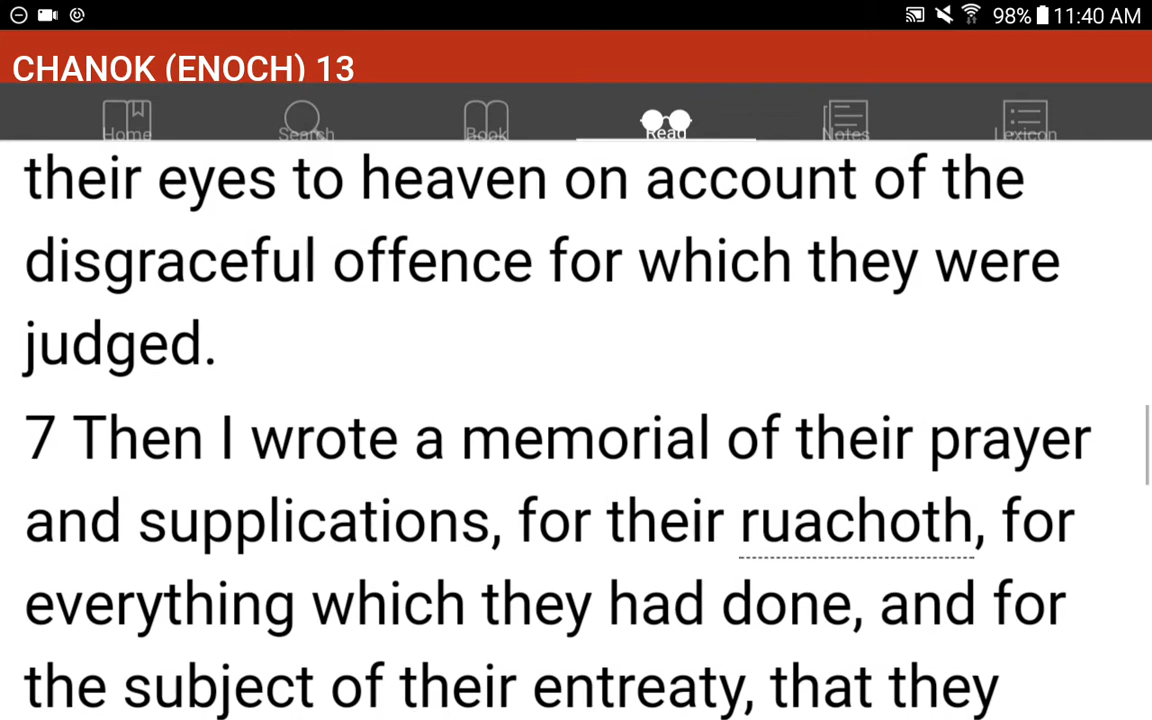 98% 11:40 AM
CHANOK (ENOCH) 13
Home Search Book Read Notes Lexicon
their eyes to heaven on account of the
disgraceful offence for which they were
judged.
7 Then I wrote a memorial of their prayer
and supplications, for their ruachoth, for
everything which they had done, and for
the subject of their entreaty, that they